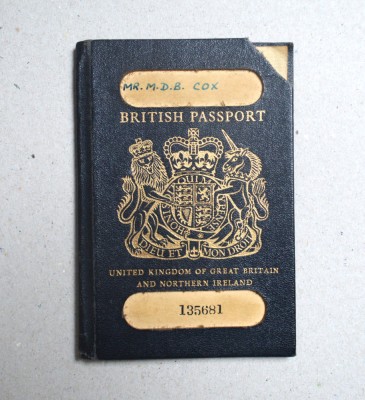 MR. M.D.B. COX
BRITISH PASSPORT
DIEU ET MON DROIT
UNITED KINGDOM OF GREAT BRITAIN
AND NORTHERN IRELAND
135681